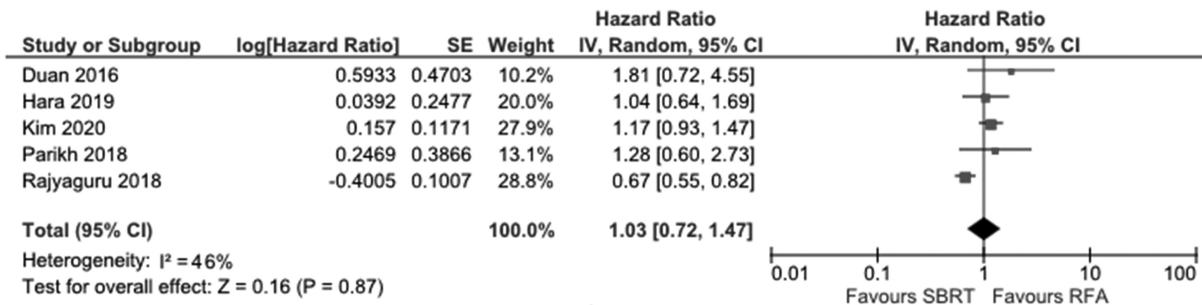 Hazard Ratio Hazard Ratio
Study or Subgroup log[Hazard Ratio] SE Weight IV, Random, 95% CI IV, Random, 95% CI
Duan 2016 0.5933 0.4703 10.2% 1.81 [0.72, 4.55]
Hara 2019 0.0392 0.2477 20.0% 1.04 [0.64, 1.69]
Kim 2020 0.157 0.1171 27.9% 1.17 [0.93, 1.47]
Parikh 2018 0.2469 0.3866 13.1% 1.28 [0.60, 2.73]
Rajyaguru 2018 -0.4005 0.1007 28.8% 0.67 [0.55, 0.82]
Total (95% CI) 100.0% 1.03 [0.72, 1.47]
Heterogeneity: I² = 46%
Test for overall effect: Z = 0.16 (P = 0.87)
0.01 0.1 1 10 100
Favours SBRT Favours RFA